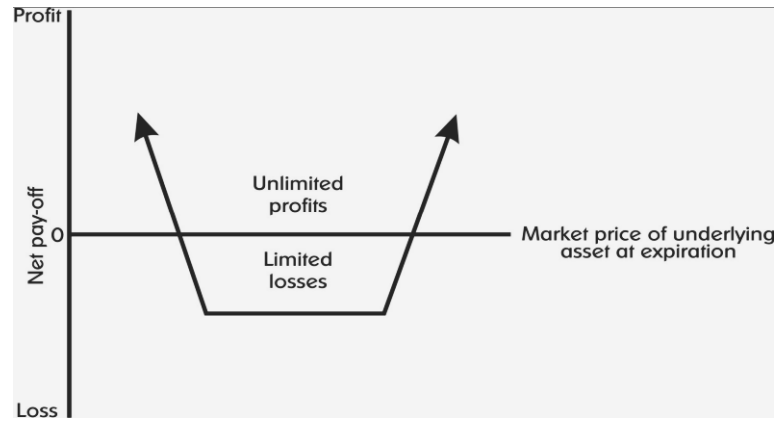 Profit
Unlimited
profits
Net pay-off
0
Market price of underlying
asset at expiration
Limited
losses
Loss